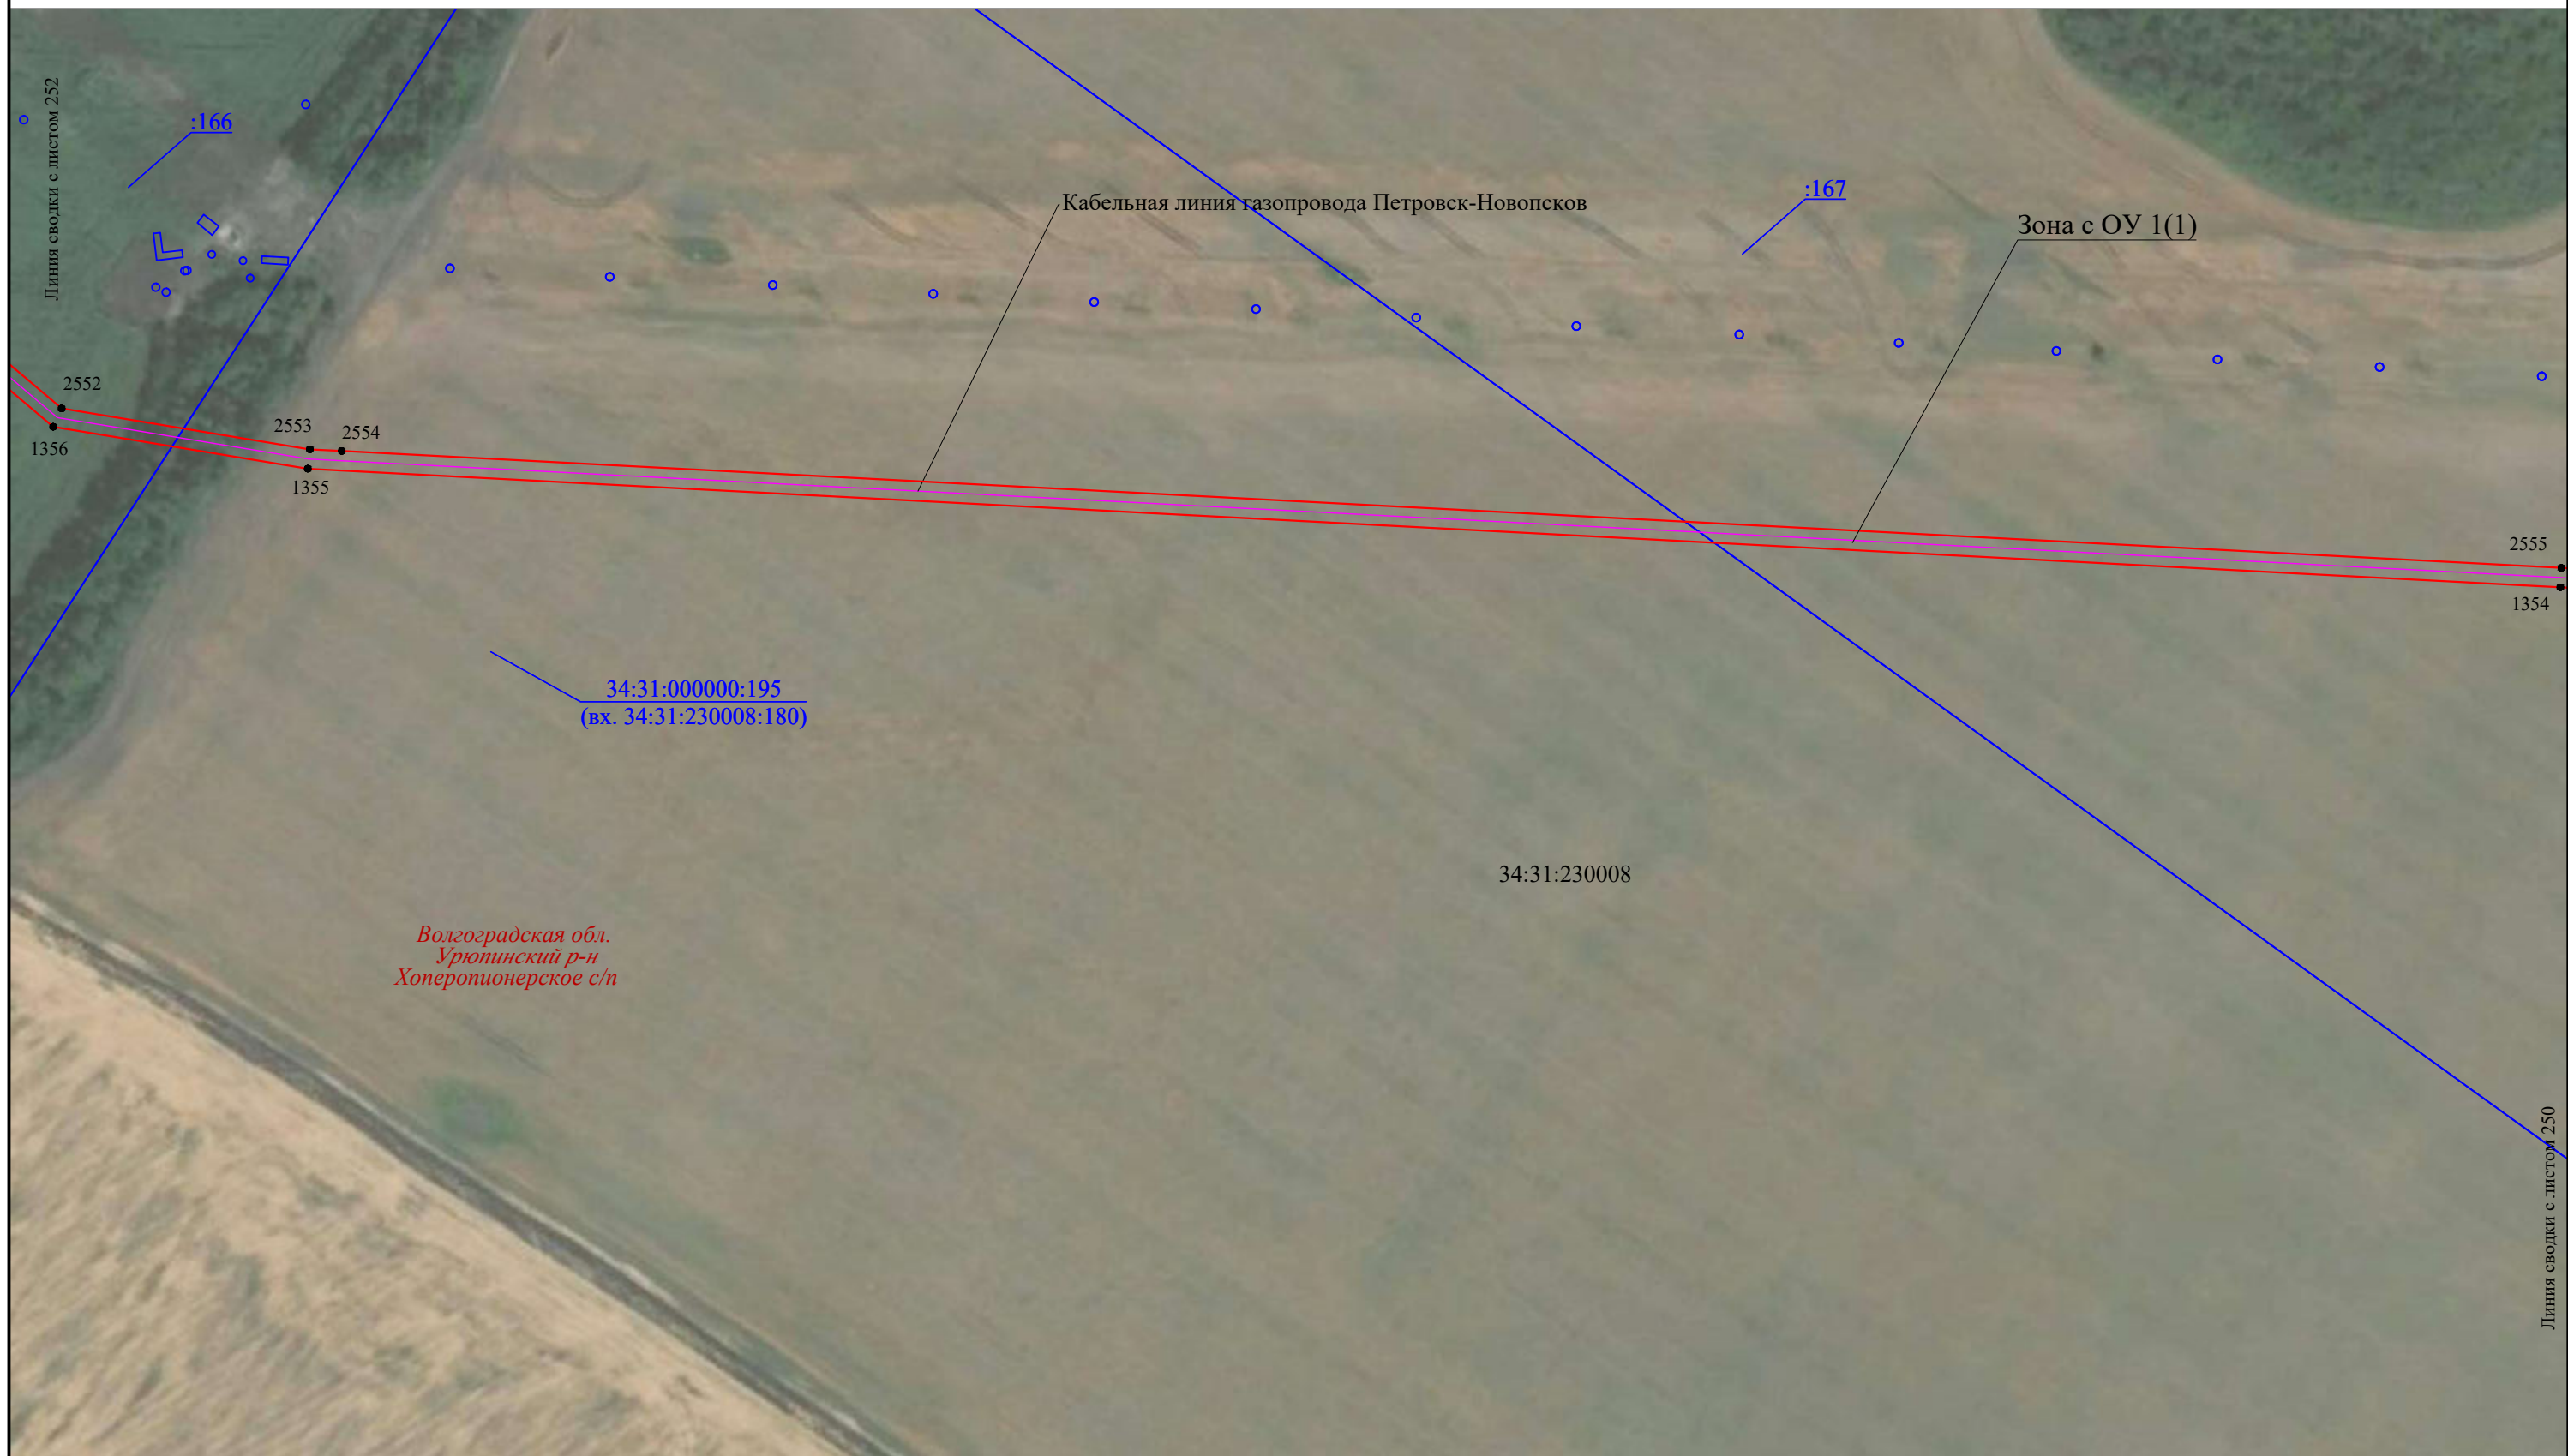 Линия сводки с листом 252
:166
Кабельная линия газопровода Петровск-Новопсков
:167
Зона с ОУ 1(1)
2552
1356
2553
2554
1355
2555
1354
34:31:000000:195
(вх. 34:31:230008:180)
34:31:230008
Волгоградская обл.
Урюпинский р-н
Хоперопионерское с/п
Линия сводки с листом 250